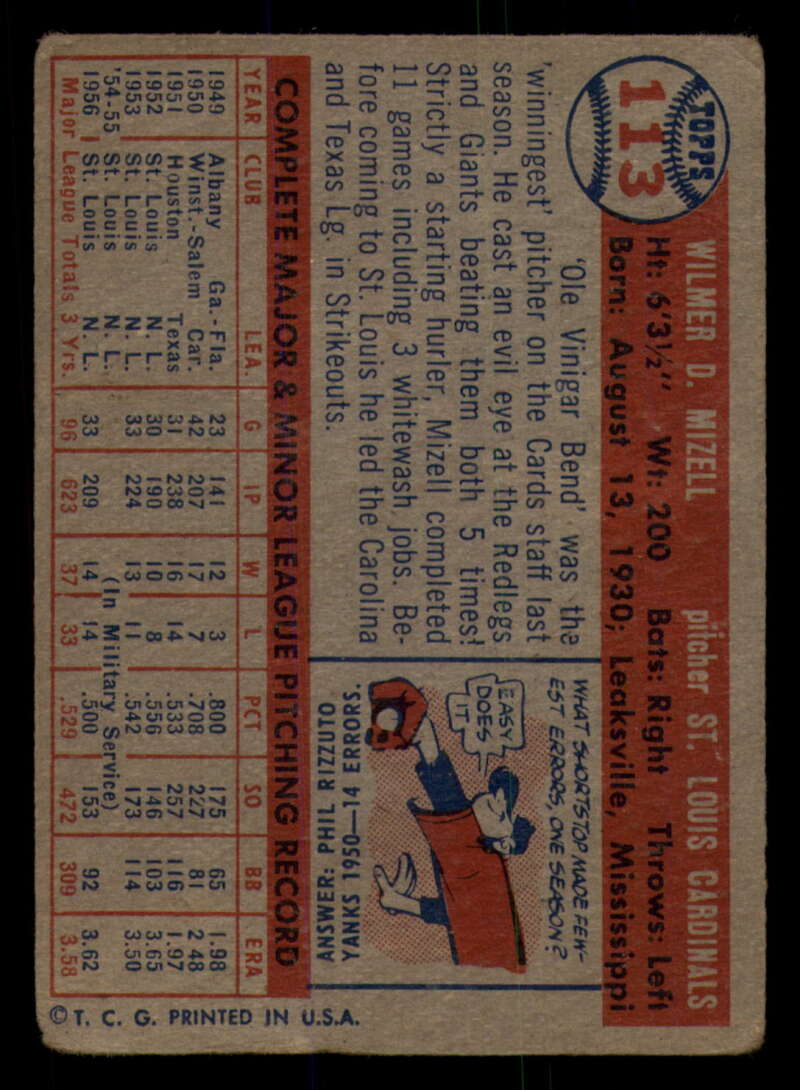 TOPPS
113
WILMER D. MIZELL pitcher ST. LOUIS CARDINALS
Ht: 6'3½" Wt: 200 Bats: Right Throws: Left
Born: August 13, 1930; Leaksville, Mississippi
'Ole Vinigar Bend' was the
'winningest' pitcher on the Cards staff last
season. He cast an evil eye at the Redlegs
and Giants beating them both 5 times!
Strictly a starting hurler, Mizell completed
11 games including 3 whitewash jobs. Be-
fore coming to St. Louis he led the Carolina
and Texas Lg. in Strikeouts.
WHAT SHORTSTOP MADE FEW-
EST ERRORS, ONE SEASON?
EASY
DOES
IT
ANSWER: PHIL RIZZUTO
YANKS 1950—14 ERRORS.
COMPLETE MAJOR & MINOR LEAGUE PITCHING RECORD
YEAR CLUB LEA. G IP W L PCT SO BB ERA
1949 Albany Ga.-Fla. 23 141 12 3 .800 175 65 1.98
1950 Winst.-Salem Car. 42 207 17 7 .708 227 81 2.48
1951 Houston Texas 31 238 16 14 .533 257 116 1.97
1952 St. Louis N. L. 30 190 10 8 .556 146 103 3.65
1953 St. Louis N. L. 33 224 13 11 .542 173 114 3.50
'54-55 St. Louis N. L. (In Military Service)
1956 St. Louis N. L. 33 209 14 14 .500 153 92 3.62
Major League Totals 3 Yrs. 96 623 37 33 .529 472 309 3.58
© T. C. G. PRINTED IN U.S.A.